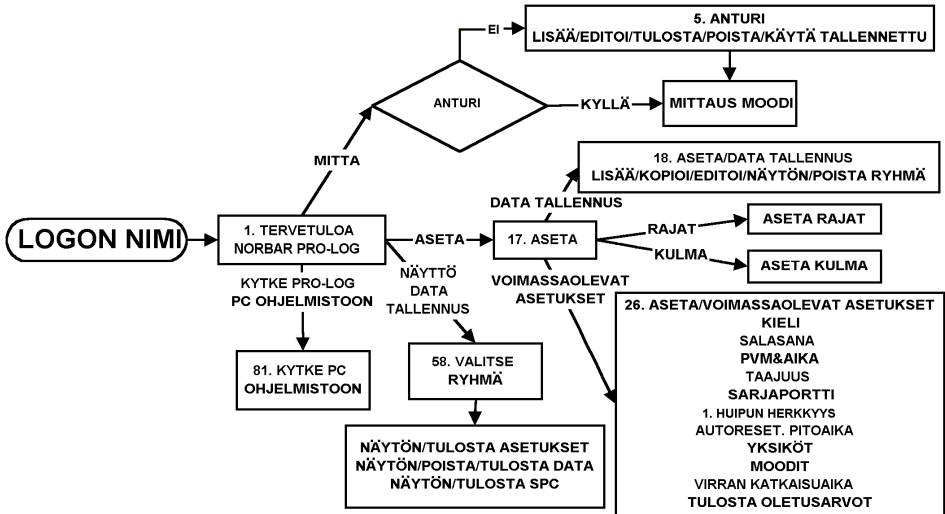 5. ANTURI
LISÄÄ/EDITOI/TULOSTA/POISTA/KÄYTÄ TALLENNETTU
EI
ANTURI
KYLLÄ
MITTAUS MOODI
MITTA
18. ASETA/DATA TALLENNUS
LISÄÄ/KOPIOI/EDITOI/NÄYTÖN/POISTA RYHMÄ
DATA TALLENNUS
LOGON NIMI
1. TERVETULOA
NORBAR PRO-LOG
ASETA
17. ASETA
RAJAT
ASETA RAJAT
KULMA
ASETA KULMA
KYTKE PRO-LOG
PC OHJELMISTOON
NÄYTTÖ
DATA
TALLENNUS
VOIMASSAOLEVAT
ASETUKSET
81. KYTKE PC
OHJELMISTOON
58. VALITSE
RYHMÄ
NÄYTÖN/TULOSTA ASETUKSET
NÄYTÖN/POISTA/TULOSTA DATA
NÄYTÖN/TULOSTA SPC
26. ASETA/VOIMASSAOLEVAT ASETUKSET
KIELI
SALASANA
PVM&AIKA
TAAJUUS
SARJAPORTTI
1. HUIPUN HERKKYYS
AUTORESET. PITOAIKA
YKSIKÖT
MOODIT
VIRRAN KATKAISUAIKA
TULOSTA OLETUSARVOT